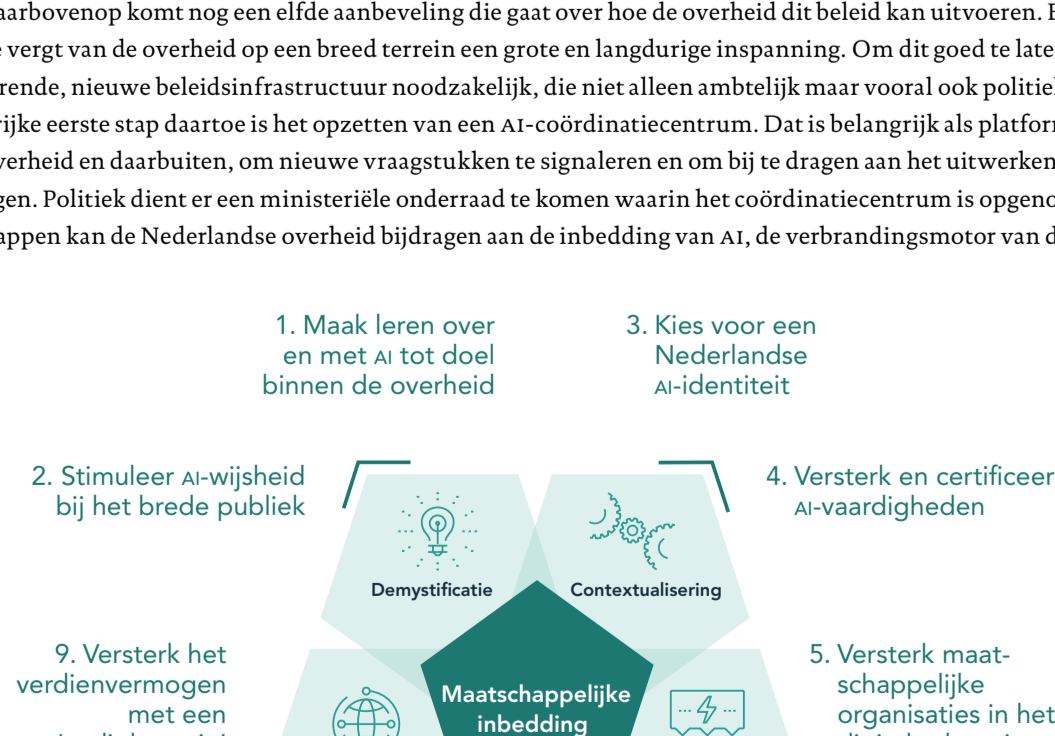 aarbovenop komt nog een elfde aanbeveling die gaat over hoe de overheid dit beleid kan uitvoeren.
vergt van de overheid op een breed terrein een grote en langdurige inspanning. Om dit goed te late
rende, nieuwe beleidsinfrastructuur noodzakelijk, die niet alleen ambtelijk maar vooral ook politiek
rijke eerste stap daartoe is het opzetten van een AI-coördinatiecentrum. Dat is belangrijk als platform
verheid en daarbuiten, om nieuwe vraagstukken te signaleren en om bij te dragen aan het uitwerken
gen. Politiek dient er een ministeriële onderraad te komen waarin het coördinatiecentrum is opgeno
appen kan de Nederlandse overheid bijdragen aan de inbedding van AI, de verbrandingsmotor van d
1. Maak leren over
en met AI tot doel
binnen de overheid
3. Kies voor een
Nederlandse
AI-identiteit
2. Stimuleer AI-wijsheid
bij het brede publiek
4. Versterk en certificeer
AI-vaardigheden
Demystificatie
Contextualisering
9. Versterk het
verdienvermogen
met een
5. Versterk maat-
schappelijke
organisaties in het
Maatschappelijke
inbedding